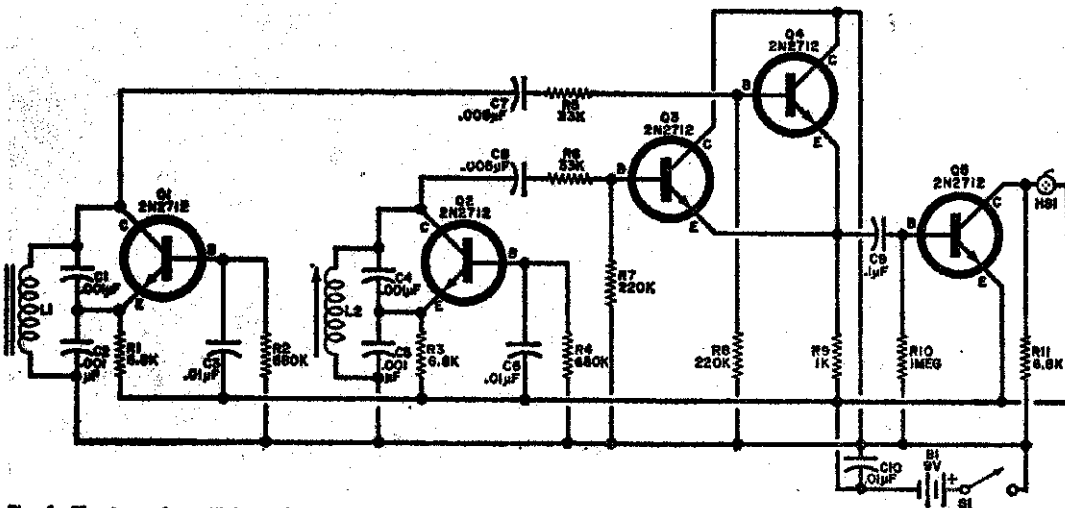 Q4
2N2712
C
B
E
C7
.005µF
R5
33K
Q3
2N2712
C
B
E
C8
.005µF
R6
33K
Q5
2N2712
C
B
E
HS1
Q1
2N2712
C
B
E
Q2
2N2712
C
B
E
L1
C1
.001µF
C2
.001
µF
R1
6.8K
C3
.01µF
R2
680K
L2
C4
.001µF
C5
.001
µF
R3
6.8K
C6
.01µF
R4
680K
R7
220K
R8
220K
C9
.1µF
R9
1K
R10
1MEG
R11
6.8K
C10
.01µF
B1
9V
+
S1